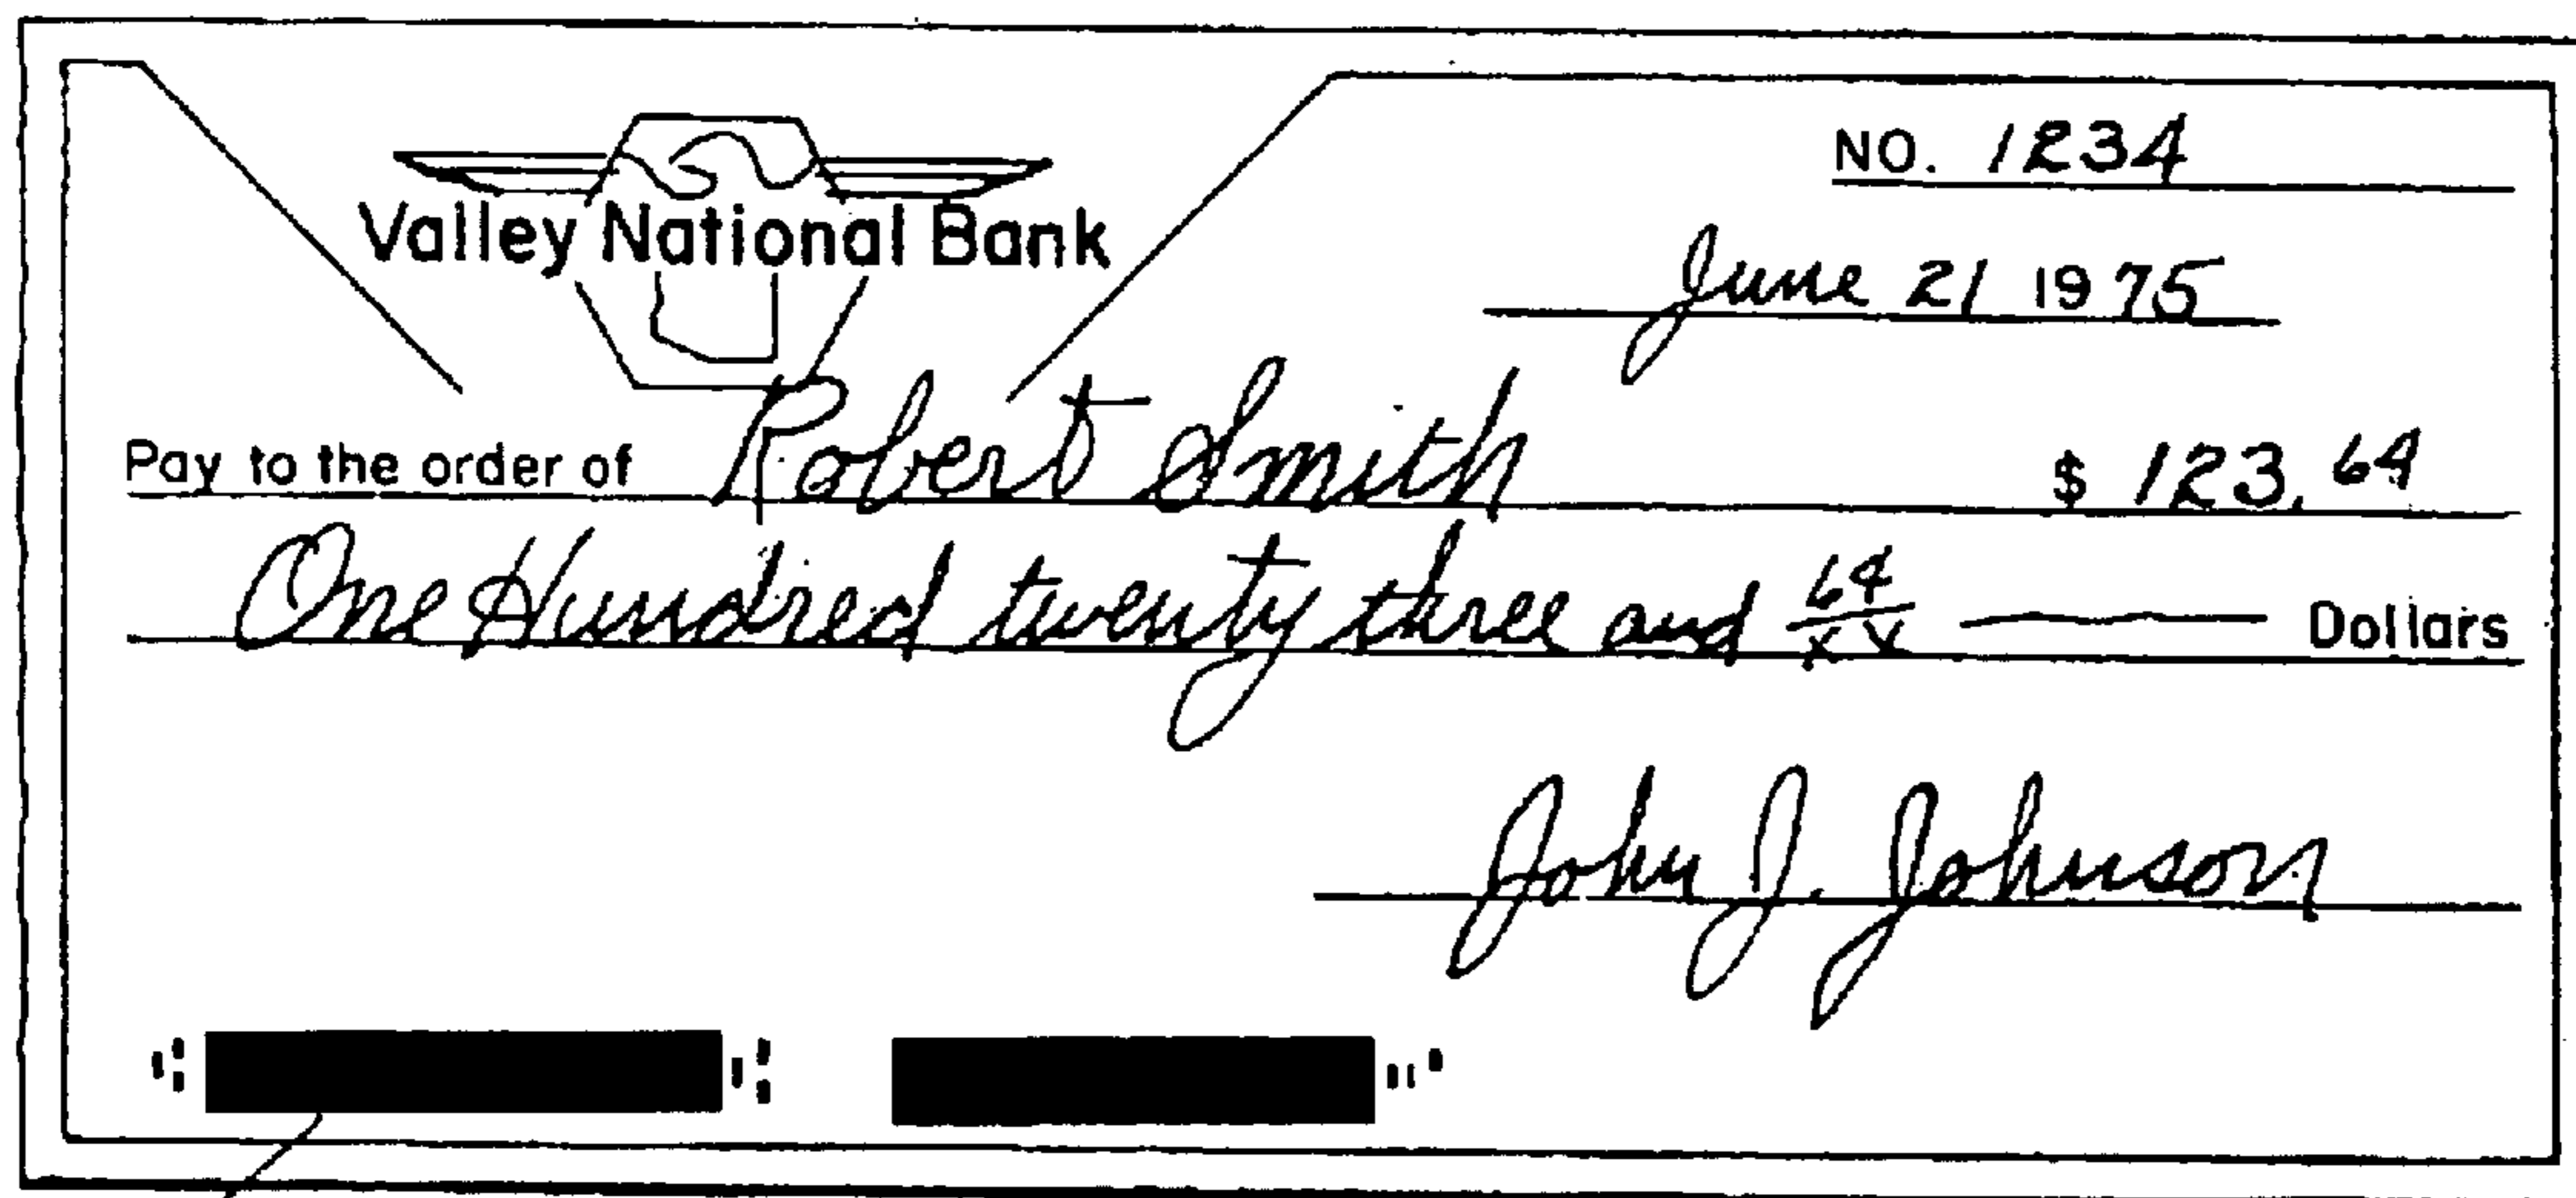 NO. 1234
Valley National Bank
June 21 1975
Pay to the order of Robert Smith $ 123.64
One Hundred twenty three and 64/xx Dollars
John J. Johnson